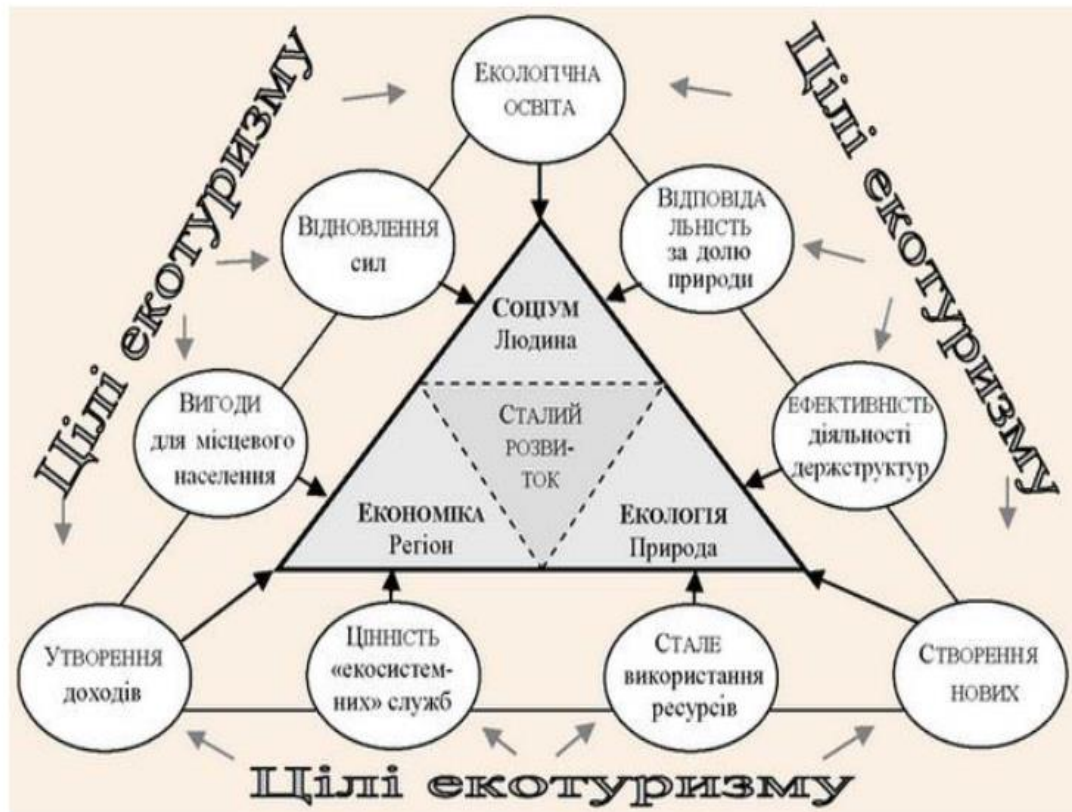 Цілі екотуризму
Цілі екотуризму
ЕКОЛОГІЧНА
ОСВІТА
ВІДНОВЛЕННЯ
сил
ВІДПОВІДА
ЛЬНІСТЬ
за долю
природи
СОЦІУМ
Людина
ВИГОДИ
для місцевого
населення
СТАЛИЙ
РОЗВИ-
ТОК
ЕФЕКТИВНІСТЬ
діяльності
держструктур
ЕКОНОМІКА
Регіон
ЕКОЛОГІЯ
Природа
УТВОРЕННЯ
доходів
ЦІННІСТЬ
«екосистем-
них» служб
СТАЛЕ
використання
ресурсів
СТВОРЕННЯ
НОВИХ
Цілі екотуризму